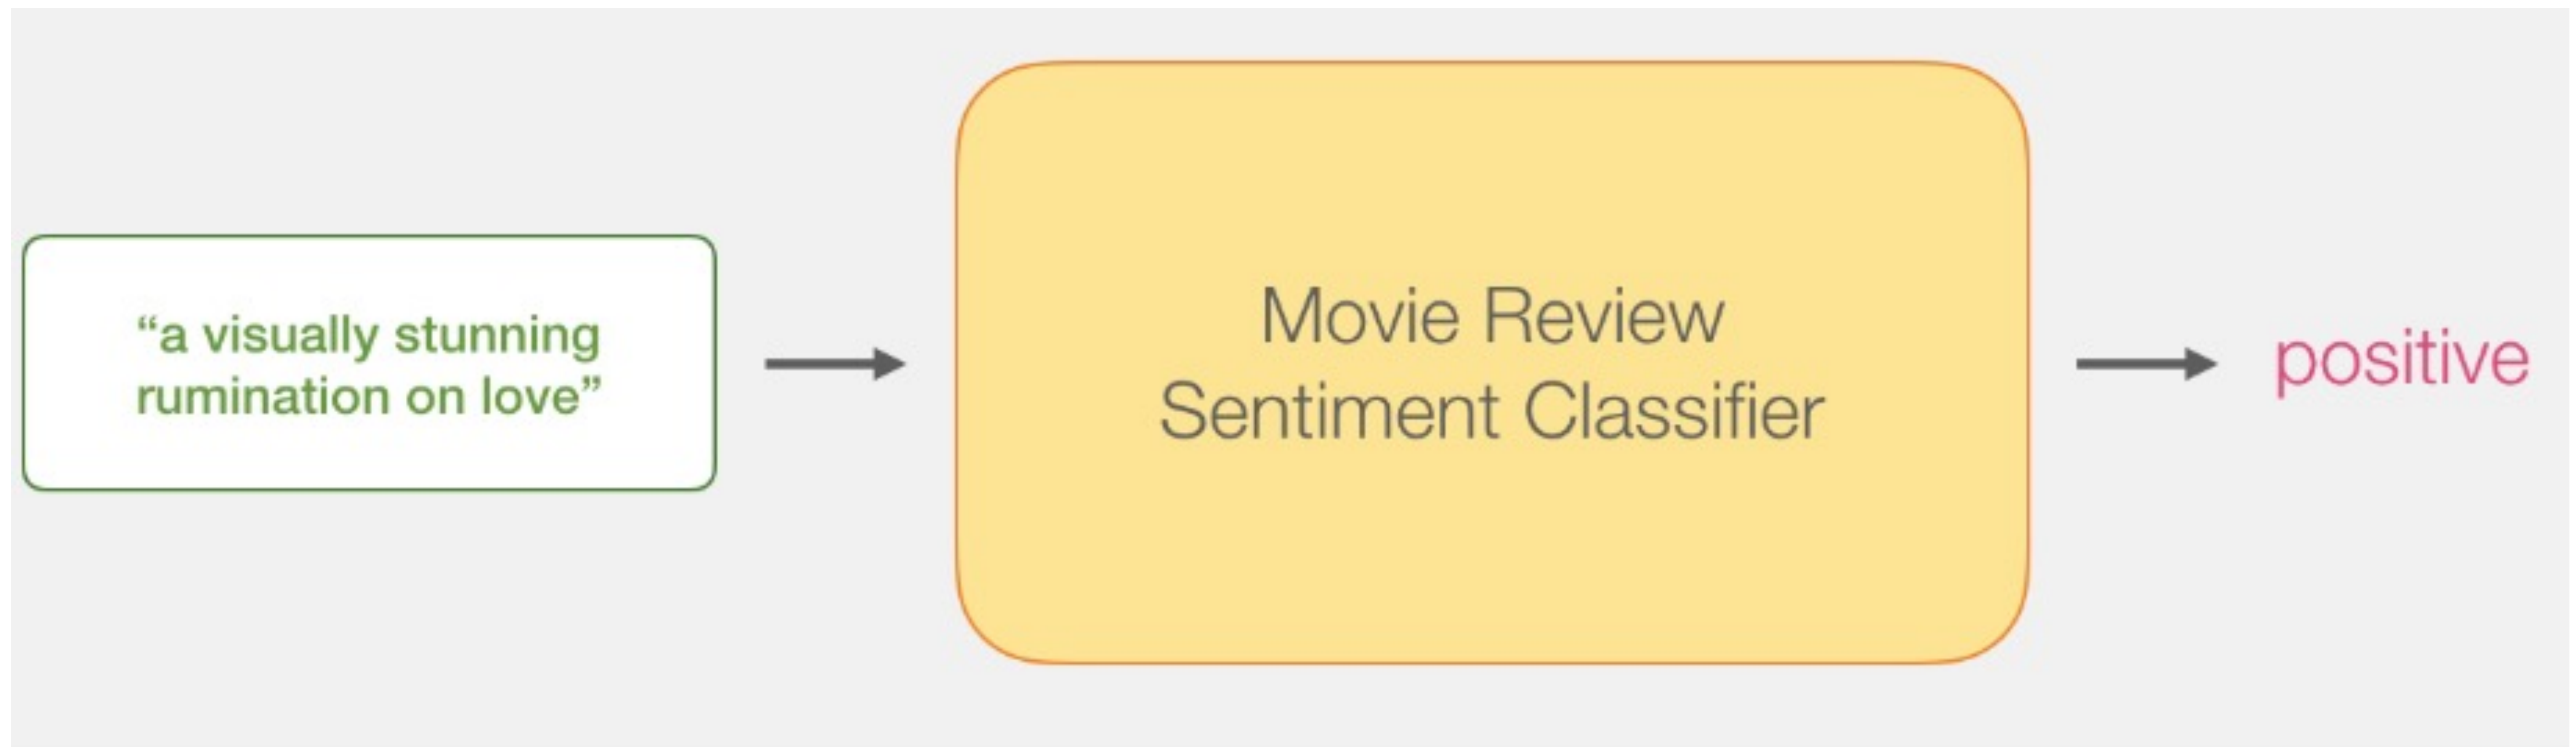 “a visually stunning
rumination on love”
Movie Review
Sentiment Classifier
positive